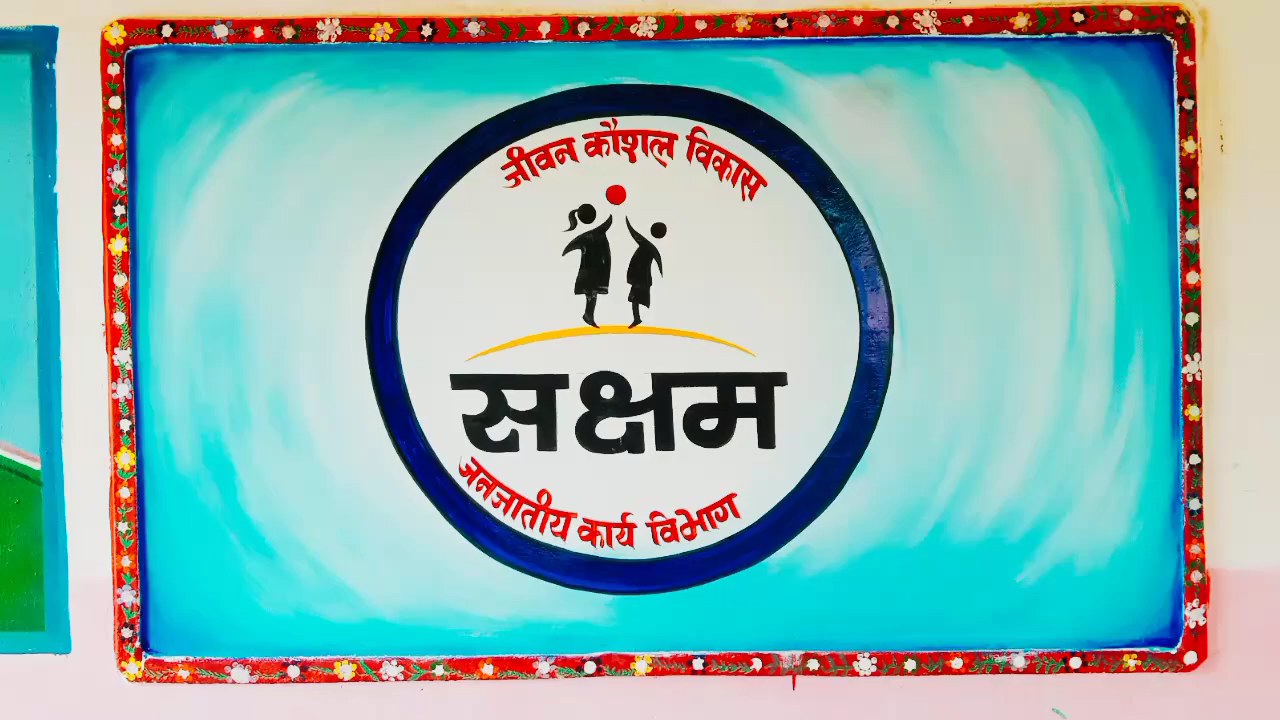 जीवन कौशल विकास
सक्षम
जनजातीय कार्य विभाग